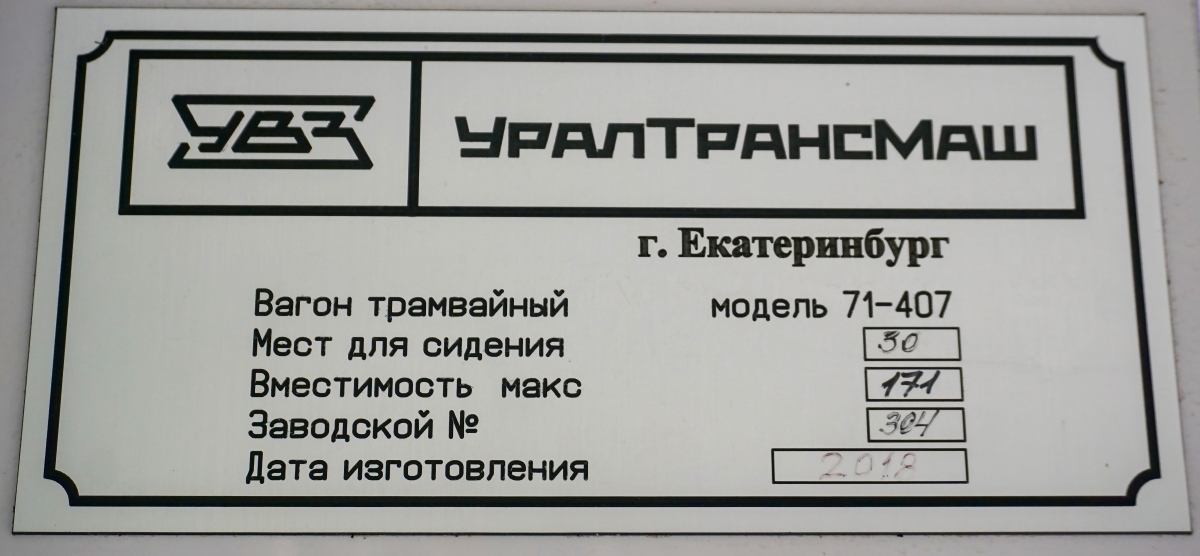 УВЗ
УРАЛТРАНСМАШ
г. Екатеринбург
Вагон трамвайный модель 71-407
Мест для сидения 30
Вместимость макс 171
Заводской № 304
Дата изготовления 2018